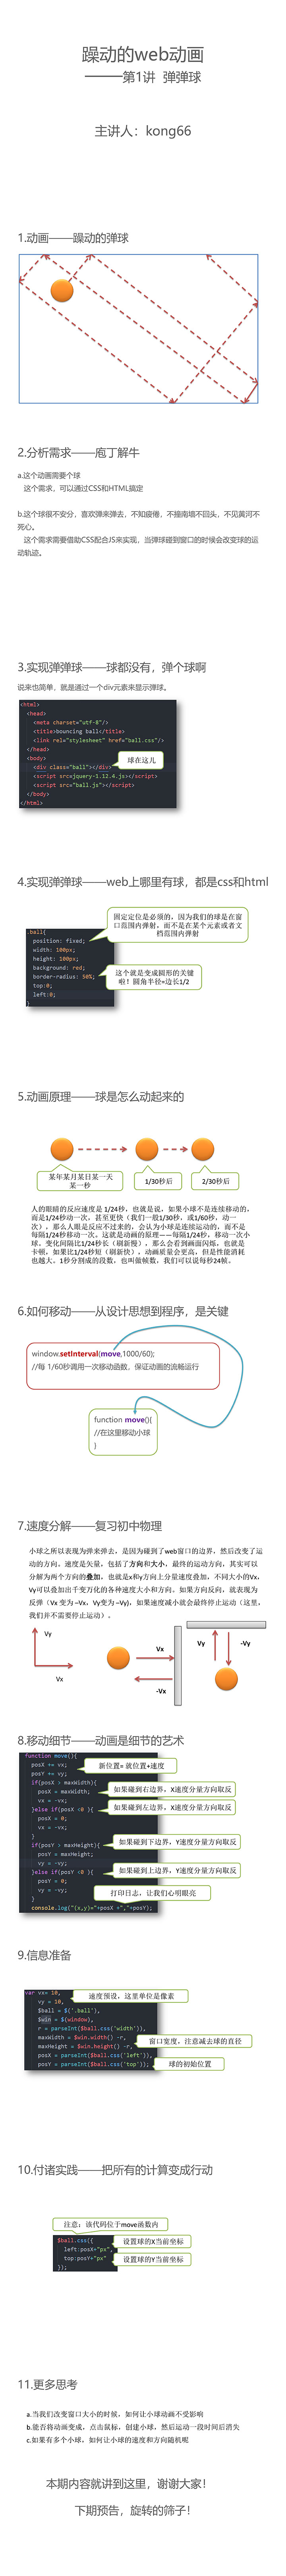 躁动的web动画
——第1讲 弹弹球
主讲人：kong66
1.动画——躁动的弹球
2.分析需求——庖丁解牛
a.这个动画需要个球
这个需求，可以通过CSS和HTML搞定
b.这个球很不安分，喜欢弹来弹去，不知疲倦，不撞南墙不回头，不见黄河不
死心。
这个需求需要借助CSS配合JS来实现，当弹球碰到窗口的时候会改变球的运
动轨迹。
3.实现弹弹球——球都没有，弹个球啊
说来也简单，就是通过一个div元素来显示弹球。
<html>
<head>
<meta charset="utf-8"/>
<title>bouncing ball</title>
<link rel="stylesheet" href="ball.css"/>
</head>
<body>
<div class="ball"></div>
球在这儿
<script src=jquery-1.12.4.js></script>
<script src="ball.js"></script>
</body>
</html>
4.实现弹弹球——web上哪里有球，都是css和html
固定定位是必须的，因为我们的球是在窗
口范围内弹射，而不是在某个元素或者文
档范围内弹射
.ball{
position: fixed;
width: 100px;
height: 100px;
background: red;
border-radius: 50%;
top:0;
left:0;
}
这个就是变成圆形的关键
啦！圆角半径=边长1/2
5.动画原理——球是怎么动起来的
某年某月某日某一天
某一秒
1/30秒后
2/30秒后
人的眼睛的反应速度是 1/24秒，也就是说，如果小球不是连续移动的，
而是1/24秒动一次，甚至更快（我们一般1/30秒，或1/60秒，动一
次），那么人眼是反应不过来的，会认为小球是连续运动的，而不是
每隔1/24秒移动一次。这就是动画的原理——每隔1/24秒，移动一次小
球。变化间隔比1/24秒长（刷新慢），那么会看到画面闪烁，也就是
卡顿，如果比1/24秒短（刷新快），动画质量会更高，但是性能消耗
也越大。1秒分割成的段数，也叫做帧数，我们可以说每秒24帧。
6.如何移动——从设计思想到程序，是关键
window.setInterval(move,1000/60);
//每 1/60秒调用一次移动函数，保证动画的流畅运行
function move(){
//在这里移动小球
}
7.速度分解——复习初中物理
小球之所以表现为弹来弹去，是因为碰到了web窗口的边界，然后改变了运
动的方向。速度是矢量，包括了方向和大小，最终的运动方向，其实可以
分解为两个方向的叠加，也就是x和y方向上分量速度叠加，不同大小的Vx，
Vy可以叠加出千变万化的各种速度大小和方向。如果方向反向，就表现为
反弹（Vx 变为 –Vx，Vy变为 –Vy），如果速度减小就会最终停止运动（这里，
我们并不需要停止运动）。
Vy
Vx
Vx
-Vx
Vy
-Vy
8.移动细节——动画是细节的艺术
function move(){
posX += vx;
posY += vy;
新位置= 就位置+速度
if(posX > maxWidth){
posX = maxWidth;
vx = -vx;
如果碰到右边界，X速度分量方向取反
}else if(posX <0 ){
posX = 0;
vx = -vx;
}
如果碰到左边界，X速度分量方向取反
if(posY > maxHeight){
posY = maxHeight;
vy = -vy;
如果碰到下边界，Y速度分量方向取反
}else if(posY <0 ){
posY = 0;
vy = -vy;
}
如果碰到上边界，Y速度分量方向取反
打印日志，让我们心明眼亮
console.log("(x,y)="+posX +","+posY);
9.信息准备
var vx= 10,
vy = 10,
速度预设，这里单位是像素
$ball = $('.ball'),
$win = $(window),
r = parseInt($ball.css('width')),
maxWidth = $win.width() -r,
maxHeight = $win.height() -r,
窗口宽度，注意减去球的直径
posX = parseInt($ball.css('left')),
posY = parseInt($ball.css('top'));
球的初始位置
10.付诸实践——把所有的计算变成行动
注意：该代码位于move函数内
$ball.css({
left:posX+"px",
设置球的X当前坐标
top:posY+"px"
设置球的Y当前坐标
});
11.更多思考
a.当我们改变窗口大小的时候，如何让小球动画不受影响
b.能否将动画变成，点击鼠标，创建小球，然后运动一段时间后消失
c.如果有多个小球，如何让小球的速度和方向随机呢
本期内容就讲到这里，谢谢大家！
下期预告，旋转的筛子！